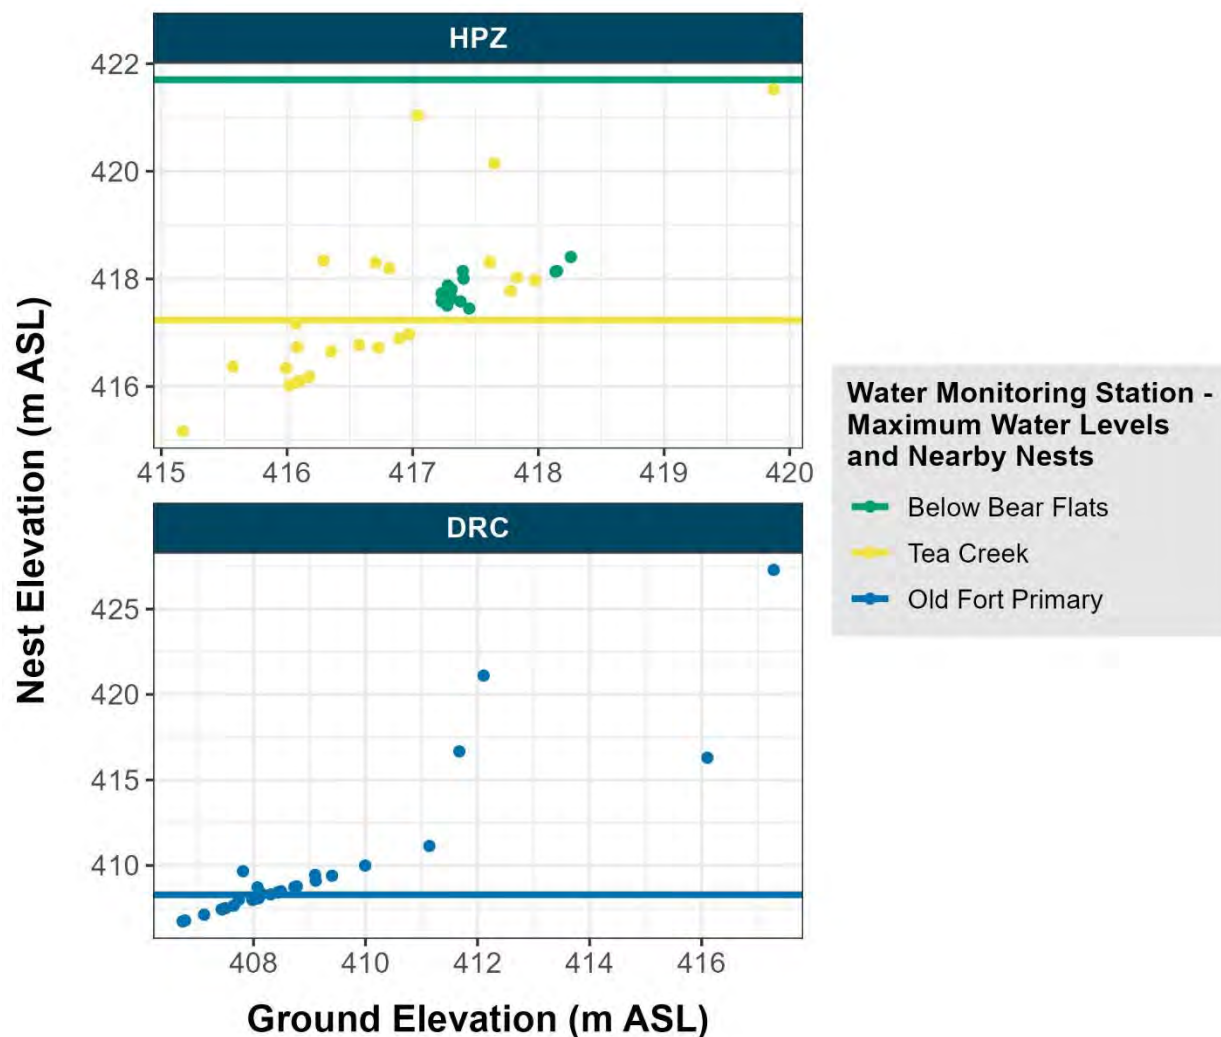 HPZ
422
420
418
416
415 416 417 418 419 420
DRC
425
420
415
410
408 410 412 414 416
Nest Elevation (m ASL)
Ground Elevation (m ASL)
Water Monitoring Station -
Maximum Water Levels
and Nearby Nests
Below Bear Flats
Tea Creek
Old Fort Primary